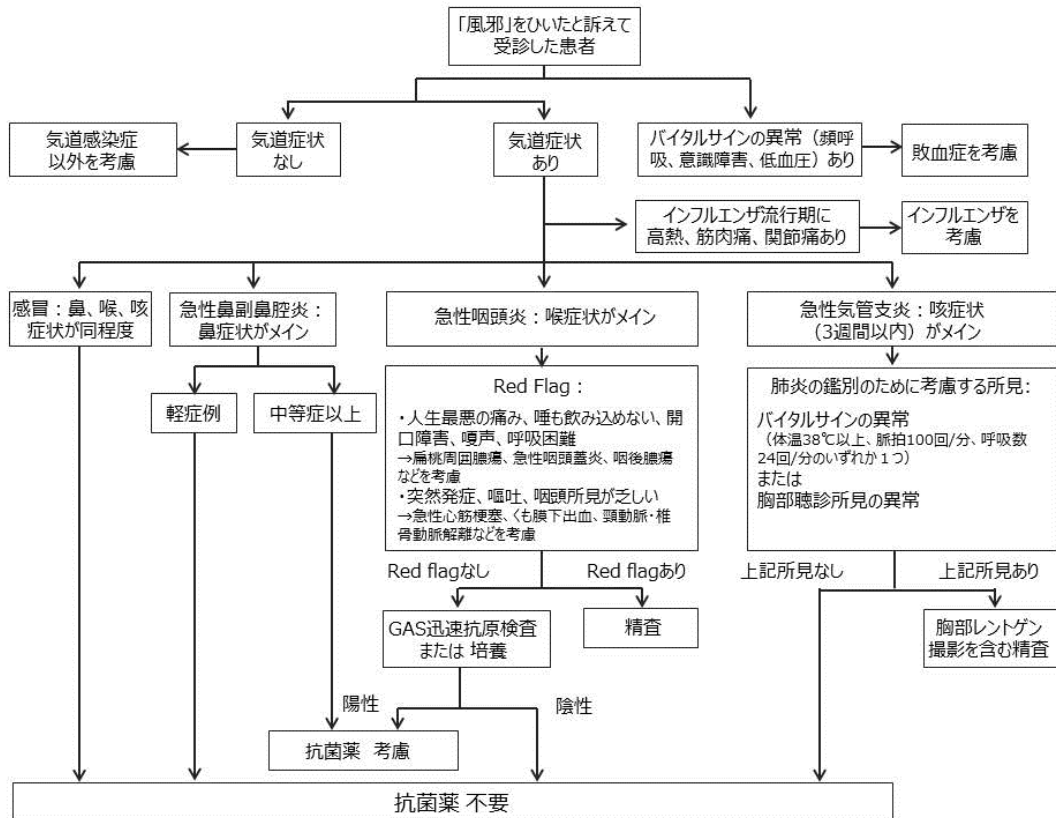 「風邪」をひいたと訴えて
受診した患者
気道感染症
以外を考慮
気道症状
なし
気道症状
あり
バイタルサインの異常（頻呼
吸、意識障害、低血圧）あり
敗血症を考慮
インフルエンザ流行期に
高熱、筋肉痛、関節痛あり
インフルエンザを
考慮
感冒：鼻、喉、咳
症状が同程度
急性鼻副鼻腔炎：
鼻症状がメイン
急性咽頭炎：喉症状がメイン
急性気管支炎：咳症状
（3週間以内）がメイン
軽症例
中等症以上
Red Flag：
・人生最悪の痛み、唾も飲み込めない、開
口障害、嗄声、呼吸困難
→扁桃周囲膿瘍、急性咽頭蓋炎、咽後膿瘍
などを考慮
・突然発症、嘔吐、咽頭所見が乏しい
→急性心筋梗塞、くも膜下出血、頸動脈・椎
骨動脈解離などを考慮
肺炎の鑑別のために考慮する所見：
バイタルサインの異常
（体温38℃以上、脈拍100回/分、呼吸数
24回/分のいずれか１つ）
または
胸部聴診所見の異常
Red flagなし
Red flagあり
上記所見なし
上記所見あり
GAS迅速抗原検査
または 培養
精査
胸部レントゲン
撮影を含む精査
陽性
陰性
抗菌薬 考慮
抗菌薬 不要